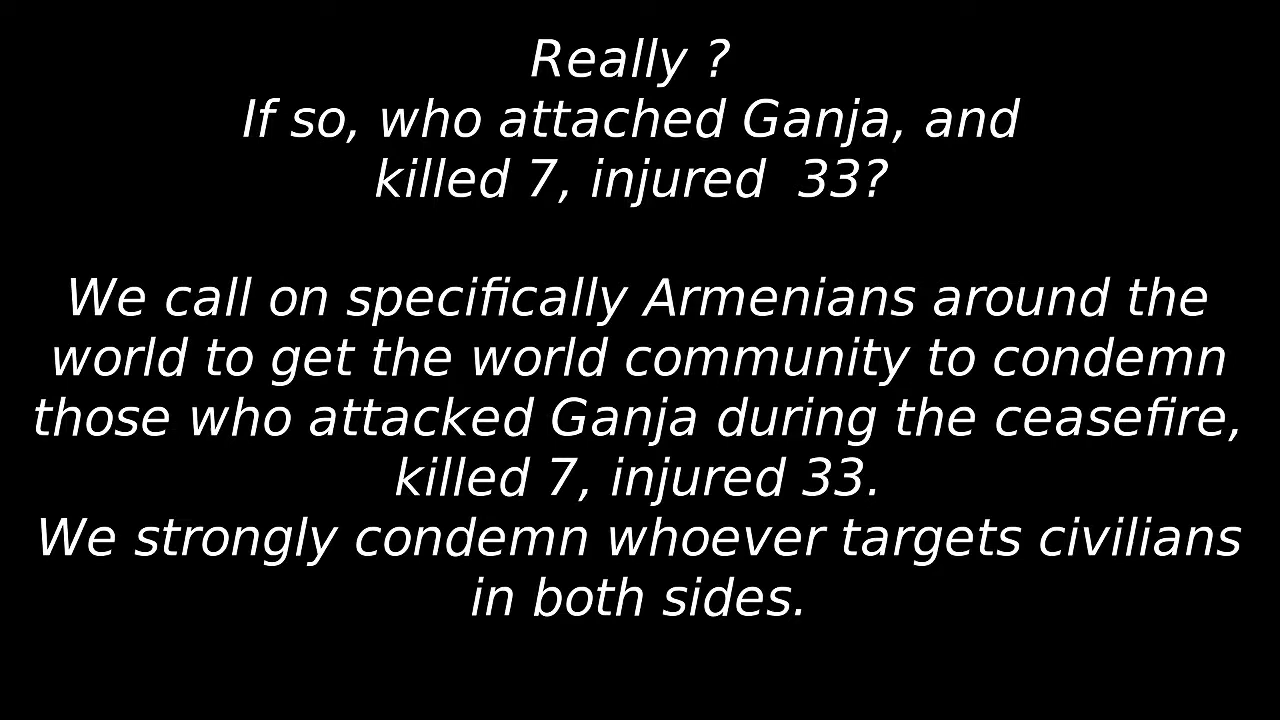 Really ?
If so, who attached Ganja, and
killed 7, injured  33?
We call on specifically Armenians around the
world to get the world community to condemn
those who attacked Ganja during the ceasefire,
killed 7, injured 33.
We strongly condemn whoever targets civilians
in both sides.